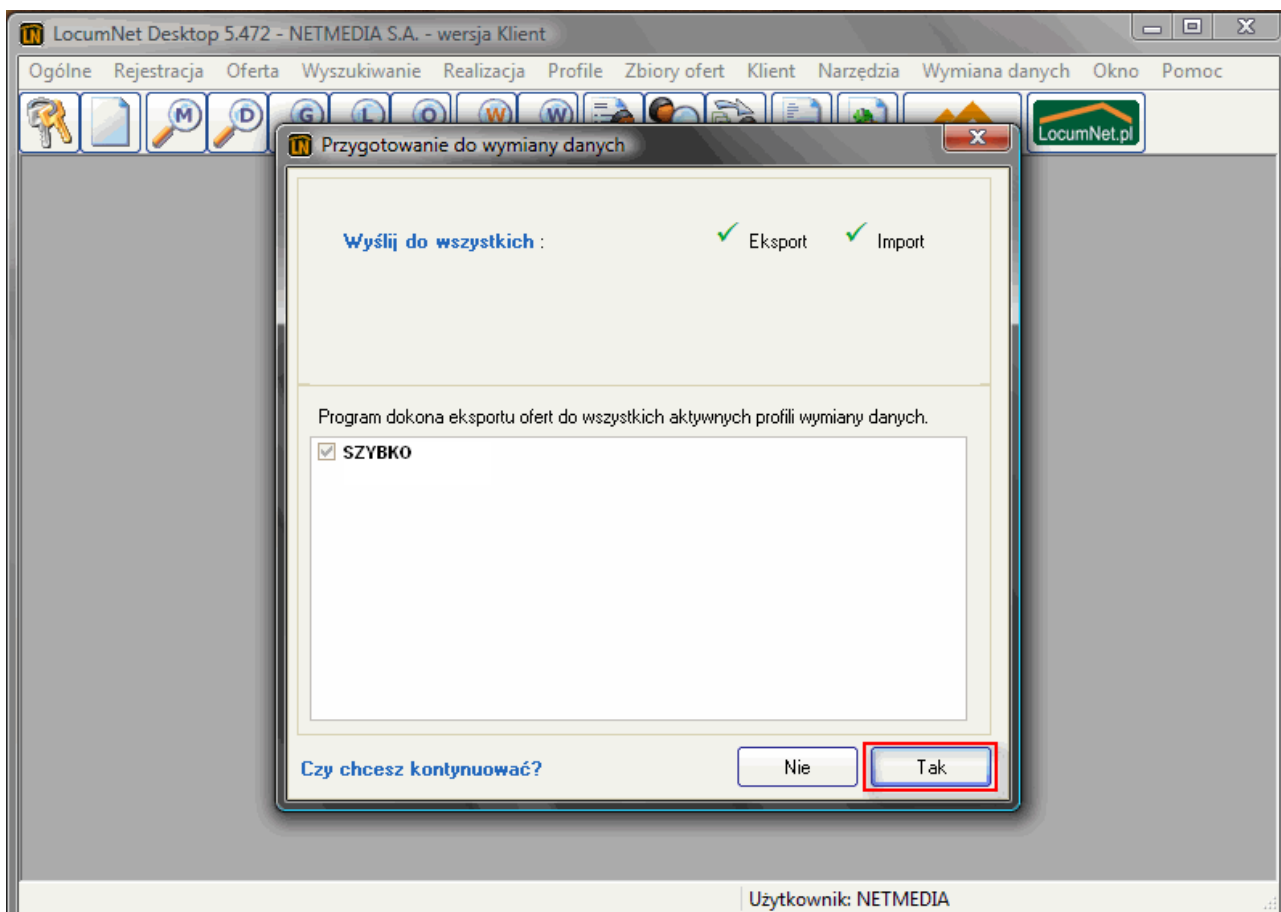 LocumNet Desktop 5.472 - NETMEDIA S.A. - wersja Klient
Ogólne Rejestracja Oferta Wyszukiwanie Realizacja Profile Zbiory ofert Klient Narzędzia Wymiana danych Okno Pomoc
M D G L O W W LocumNet.pl
Przygotowanie do wymiany danych
Wyślij do wszystkich : Eksport Import
Program dokona eksportu ofert do wszystkich aktywnych profili wymiany danych.
SZYBKO
Czy chcesz kontynuować? Nie Tak
Użytkownik: NETMEDIA